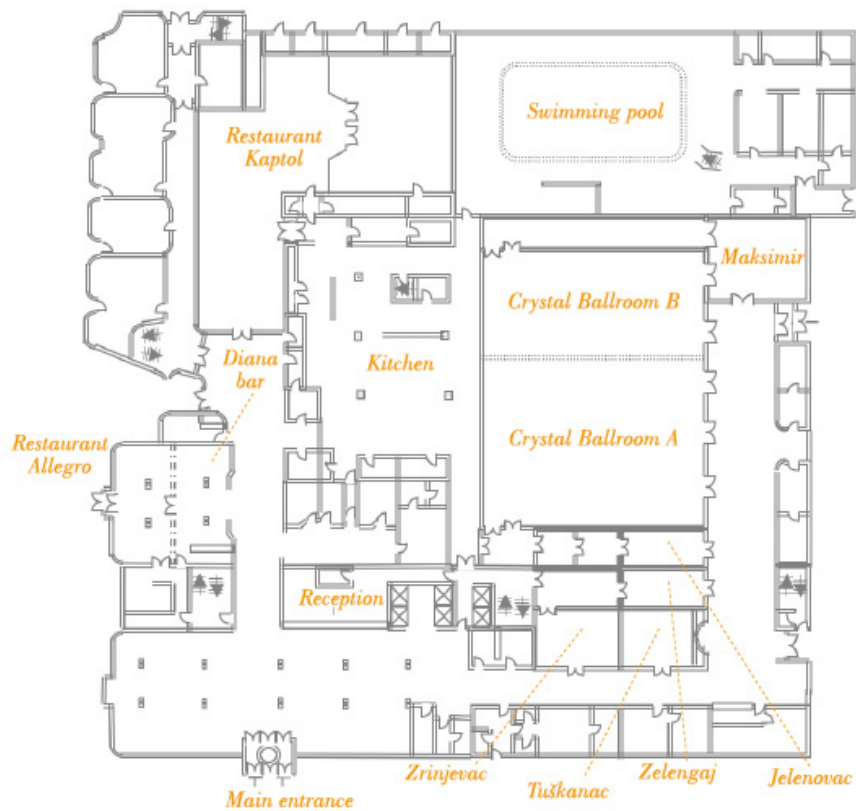 Swimming pool
Restaurant
Kaptol
Maksimir
Crystal Ballroom B
Diana
bar
Kitchen
Restaurant
Allegro
Crystal Ballroom A
Reception
Zrinjevac
Tuškanac
Zelengaj
Jelenovac
Main entrance